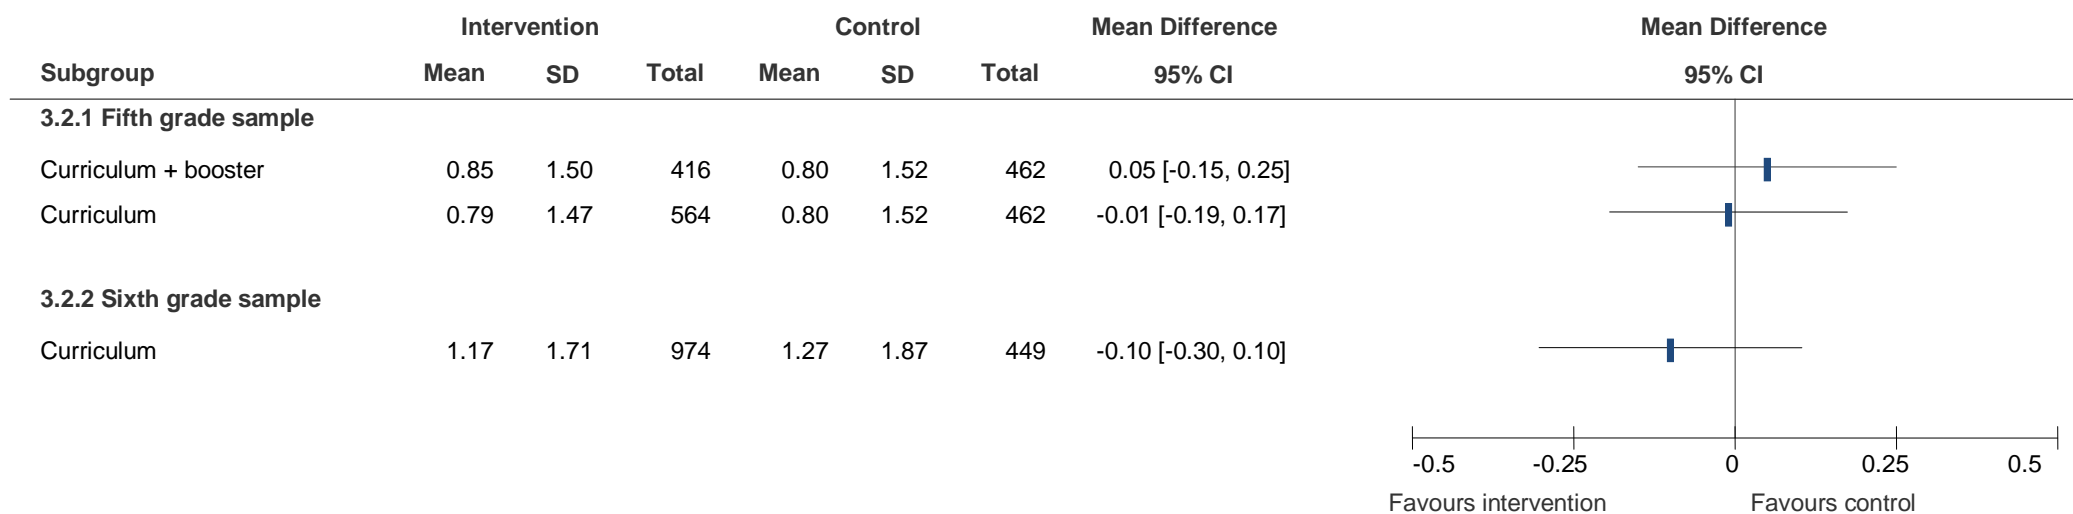 Intervention Control Mean Difference Mean Difference
Subgroup Mean SD Total Mean SD Total 95% CI 95% CI
3.2.1 Fifth grade sample
Curriculum + booster 0.85 1.50 416 0.80 1.52 462 0.05 [-0.15, 0.25]
Curriculum 0.79 1.47 564 0.80 1.52 462 -0.01 [-0.19, 0.17]
3.2.2 Sixth grade sample
Curriculum 1.17 1.71 974 1.27 1.87 449 -0.10 [-0.30, 0.10]
-0.5 -0.25 0 0.25 0.5
Favours intervention Favours control